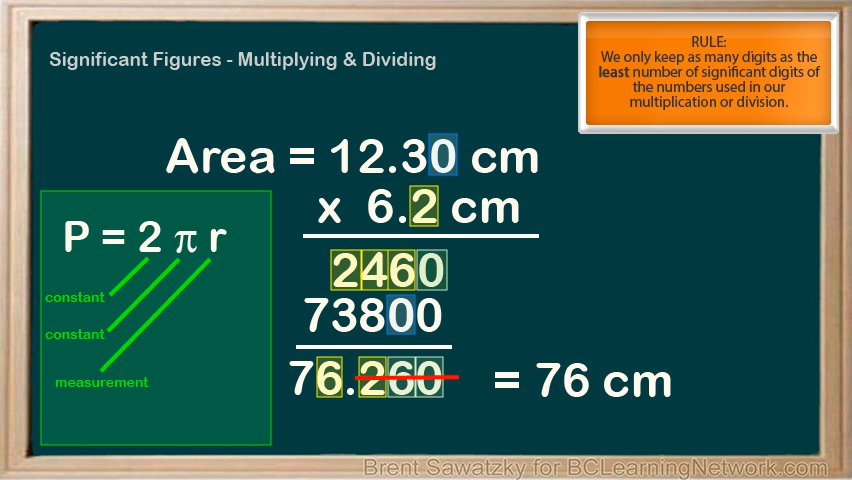 Significant Figures - Multiplying & Dividing
RULE:
We only keep as many digits as the
least number of significant digits of
the numbers used in our
multiplication or division.
Area = 12.30 cm
x 6.2 cm
2460
73800
76.260 = 76 cm
P = 2 π r
constant
constant
measurement
Brent Sawatzky for BCLearningNetwork.com